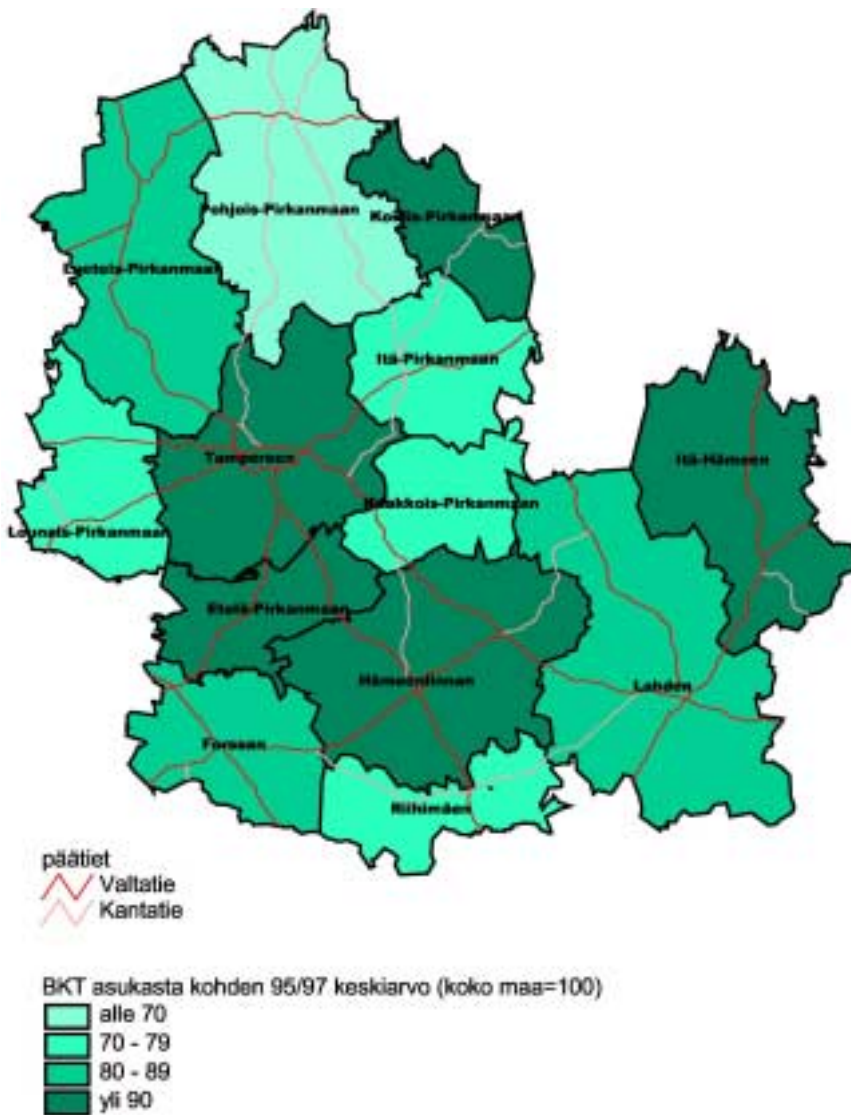 Pohjois-Pirkanmaan
Koillis-Pirkanmaan
Luoteis-Pirkanmaan
Itä-Pirkanmaan
Tampereen
Itä-Hämeen
Kaakkois-Pirkanmaan
Lounais-Pirkanmaan
Etelä-Pirkanmaan
Hämeenlinnan
Lahden
Forssan
Riihimäen
päätiet
Valtatie
Kantatie
BKT asukasta kohden 95/97 keskiarvo (koko maa=100)
alle 70
70 - 79
80 - 89
yli 90